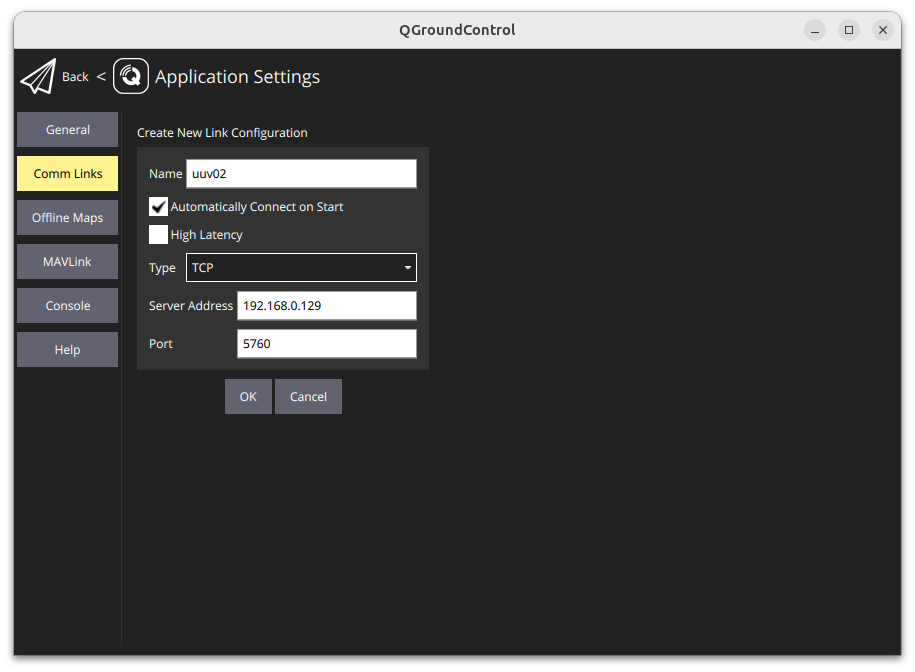 QGroundControl
Back < Application Settings
General
Comm Links
Offline Maps
MAVLink
Console
Help
Create New Link Configuration
Name uuv02
Automatically Connect on Start
High Latency
Type TCP
Server Address 192.168.0.129
Port 5760
OK Cancel